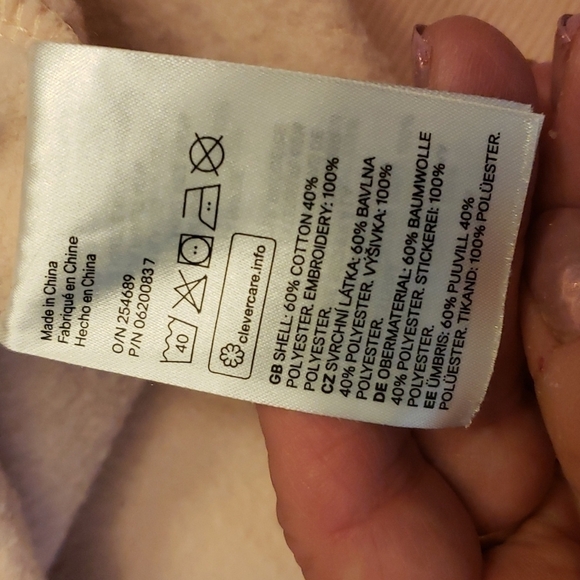 Made in China
Fabriqué en Chine
Hecho en China
O/N 254689
P/N 06200837
40
clevercare.info
GB SHELL: 60% COTTON 40%
POLYESTER. EMBROIDERY: 100%
POLYESTER.
CZ SVRCHNÍ LÁTKA: 60% BAVLNA
40% POLYESTER. VÝŠIVKA: 100%
POLYESTER.
DE OBERMATERIAL: 60% BAUMWOLLE
40% POLYESTER. STICKEREI: 100%
POLYESTER.
EE ÜMBRIS: 60% PUUVILL 40%
POLÜESTER. TIKAND: 100% POLÜESTER.